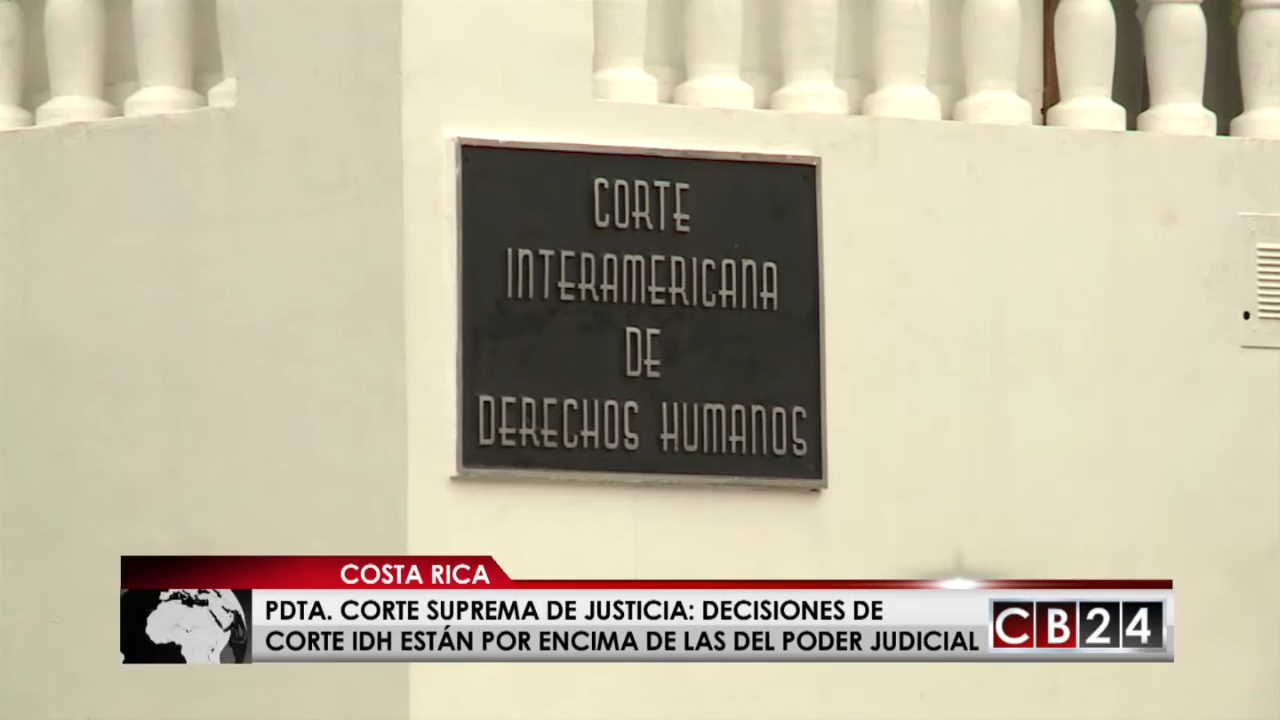 CORTE
INTERAMERICANA
DE
DERECHOS HUMANOS
COSTA RICA
PDTA. CORTE SUPREMA DE JUSTICIA: DECISIONES DE
CORTE IDH ESTÁN POR ENCIMA DE LAS DEL PODER JUDICIAL
CB24